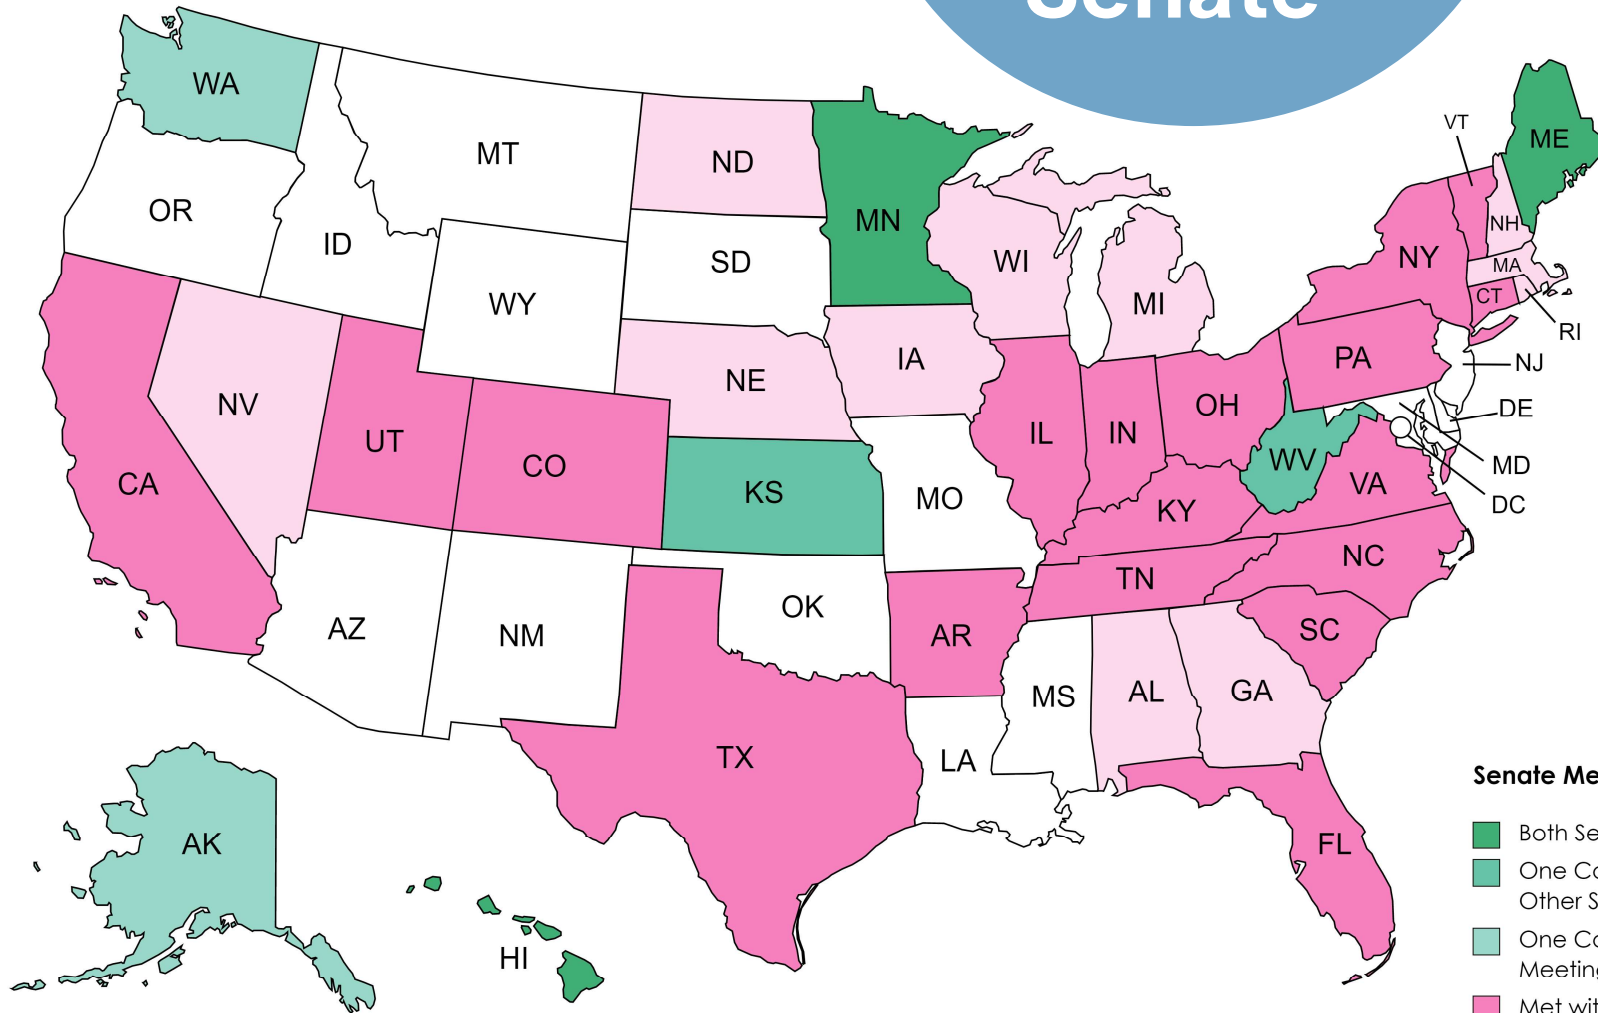 Senate
WA
MT
ND
MN
ME
VT
OR
ID
SD
WI
NH
NY
MA
WY
MI
CT
RI
IA
PA
NJ
NV
NE
UT
CO
IL
IN
OH
DE
CA
KS
MO
WV
VA
MD
DC
KY
NC
TN
AZ
NM
OK
AR
SC
MS
AL
GA
TX
LA
AK
FL
HI
Senate Me
Both Se
One Co
Other S
One Co
Meeting
Met wit